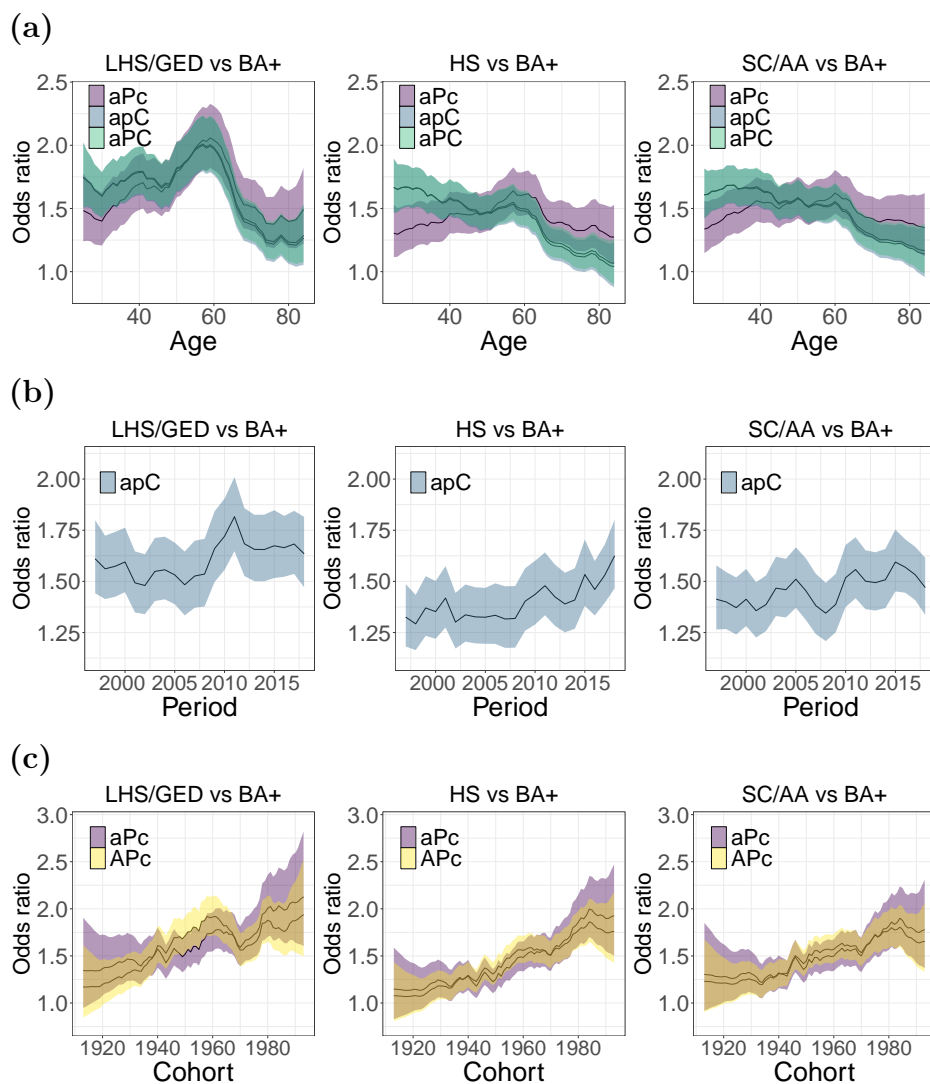 (a)
LHS/GED vs BA+
HS vs BA+
SC/AA vs BA+
aPc
apC
aPC
aPc
apC
aPC
aPc
apC
aPC
Odds ratio
Odds ratio
Odds ratio
2.5
2.0
1.5
1.0
2.5
2.0
1.5
1.0
2.5
2.0
1.5
1.0
40 60 80
40 60 80
40 60 80
Age
Age
Age
(b)
LHS/GED vs BA+
HS vs BA+
SC/AA vs BA+
apC
apC
apC
Odds ratio
Odds ratio
Odds ratio
2.00
1.75
1.50
1.25
2.00
1.75
1.50
1.25
2.00
1.75
1.50
1.25
2000 2005 2010 2015
2000 2005 2010 2015
2000 2005 2010 2015
Period
Period
Period
(c)
LHS/GED vs BA+
HS vs BA+
SC/AA vs BA+
aPc
APc
aPc
APc
aPc
APc
Odds ratio
Odds ratio
Odds ratio
3.0
2.5
2.0
1.5
1.0
3.0
2.5
2.0
1.5
1.0
3.0
2.5
2.0
1.5
1.0
1920 1940 1960 1980
1920 1940 1960 1980
1920 1940 1960 1980
Cohort
Cohort
Cohort